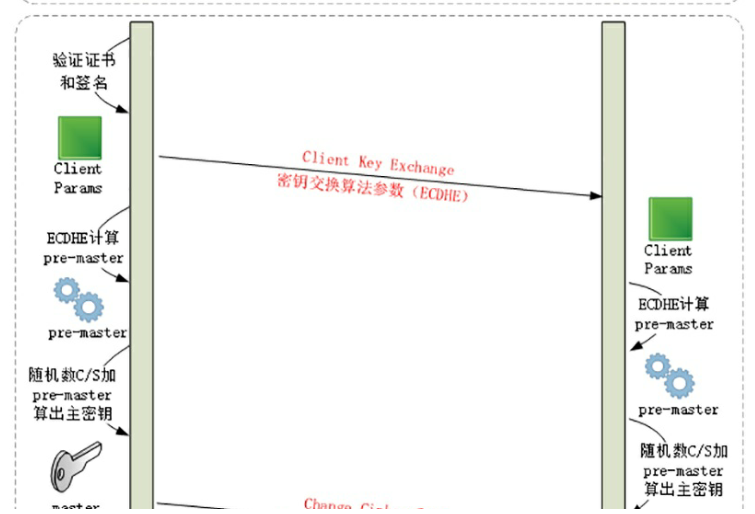 验证证书
和签名
Client
Params
Client Key Exchange
密钥交换算法参数（ECDHE）
Client
Params
ECDHE计算
pre-master
pre-master
ECDHE计算
pre-master
pre-master
随机数C/S加
pre-master
算出主密钥
随机数C/S加
pre-master
算出主密钥
master
Change